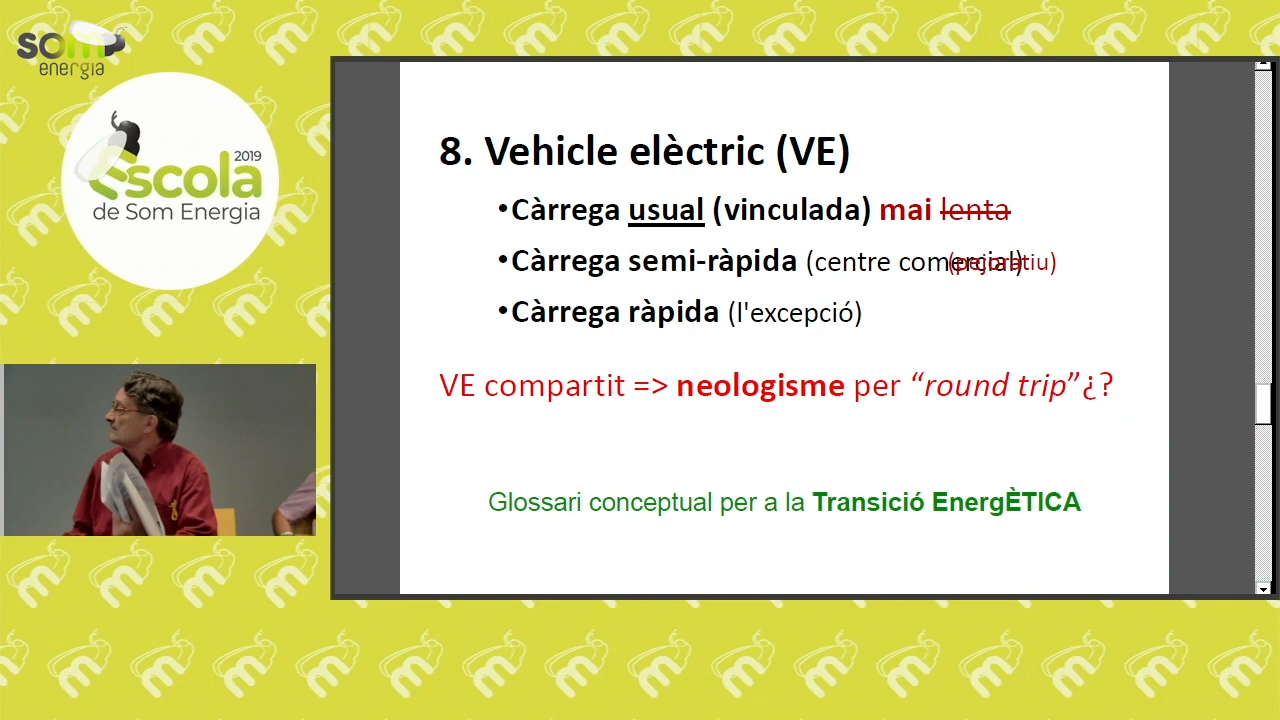 som
energia
2019
Escola
de Som Energia
8. Vehicle elèctric (VE)
•Càrrega usual (vinculada) mai lenta
•Càrrega semi-ràpida (centre comercial)
(pejoratiu)
•Càrrega ràpida (l'excepció)
VE compartit => neologisme per “round trip”¿?
Glossari conceptual per a la Transició EnergÈTICA